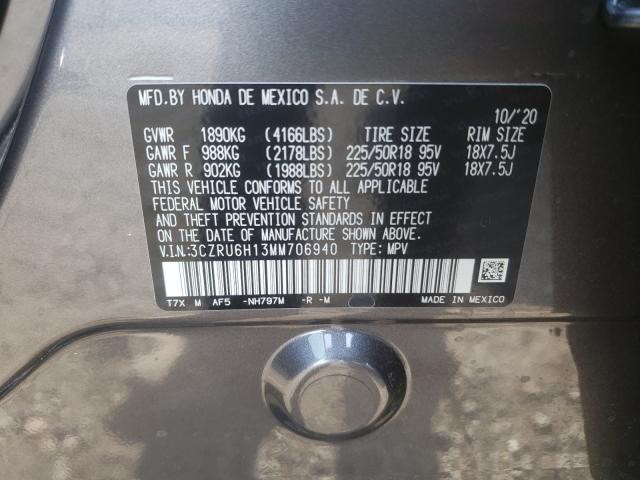 MFD.BY HONDA DE MEXICO S.A. DE C.V.
10/'20
GVWR 1890KG (4166LBS) TIRE SIZE RIM SIZE
GAWR F 988KG (2178LBS) 225/50R18 95V 18X7.5J
GAWR R 902KG (1988LBS) 225/50R18 95V 18X7.5J
THIS VEHICLE CONFORMS TO ALL APPLICABLE
FEDERAL MOTOR VEHICLE SAFETY
AND THEFT PREVENTION STANDARDS IN EFFECT
ON THE DATE OF MANUFACTURE SHOWN ABOVE.
V.I.N:3CZRU6H13MM706940 TYPE: MPV
T7X M AF5 -NH797M -R -M MADE IN MEXICO